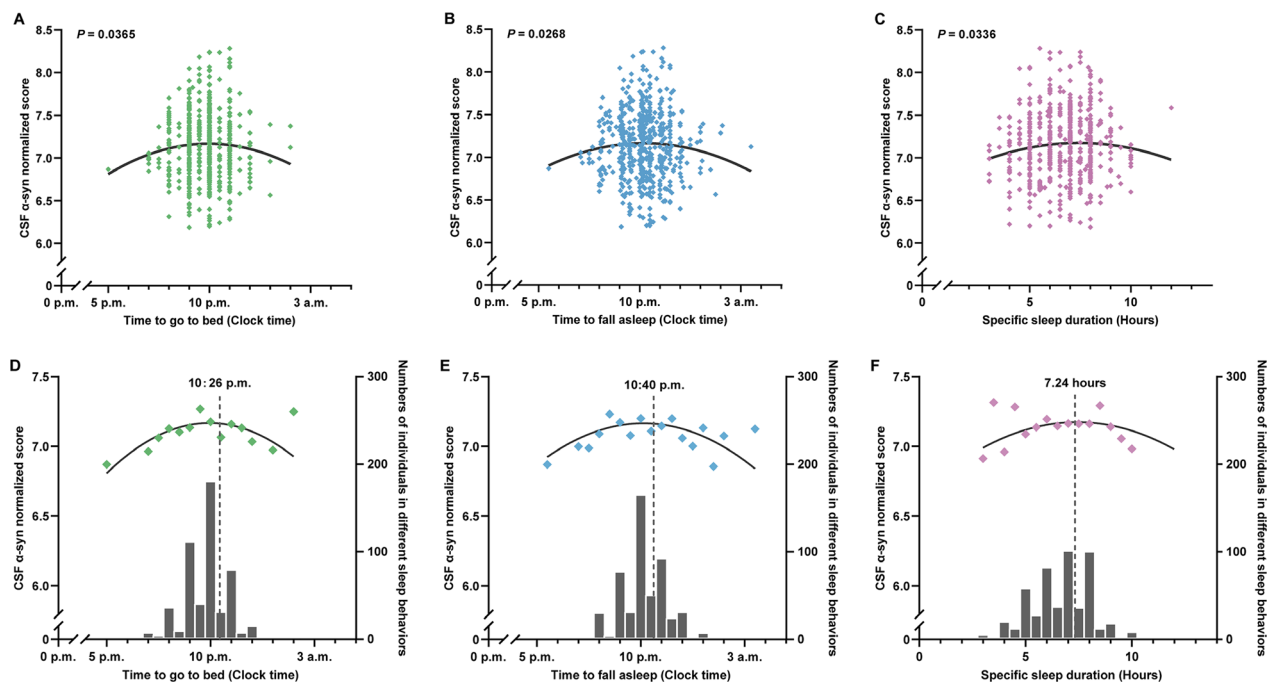 A
P = 0.0365
8.5
8.0
7.5
7.0
6.5
6.0
0
CSF α-syn normalized score
0 p.m.
5 p.m.
10 p.m.
3 a.m.
Time to go to bed (Clock time)
B
P = 0.0268
8.5
8.0
7.5
7.0
6.5
6.0
0
CSF α-syn normalized score
0 p.m.
5 p.m.
10 p.m.
3 a.m.
Time to fall asleep (Clock time)
C
P = 0.0336
8.5
8.0
7.5
7.0
6.5
6.0
0
CSF α-syn normalized score
0
5
10
Specific sleep duration (Hours)
D
10: 26 p.m.
7.5
7.0
6.5
6.0
0
CSF α-syn normalized score
300
200
100
0
Numbers of individuals in different sleep behaviors
0 p.m.
5 p.m.
10 p.m.
3 a.m.
Time to go to bed (Clock time)
E
10:40 p.m.
7.5
7.0
6.5
6.0
0
CSF α-syn normalized score
300
200
100
0
Numbers of individuals in different sleep behaviors
0 p.m.
5 p.m.
10 p.m.
3 a.m.
Time to fall asleep (Clock time)
F
7.24 hours
7.5
7.0
6.5
6.0
0
CSF α-syn normalized score
300
200
100
0
Numbers of individuals in different sleep behaviors
0
5
10
Specific sleep duration (Hours)